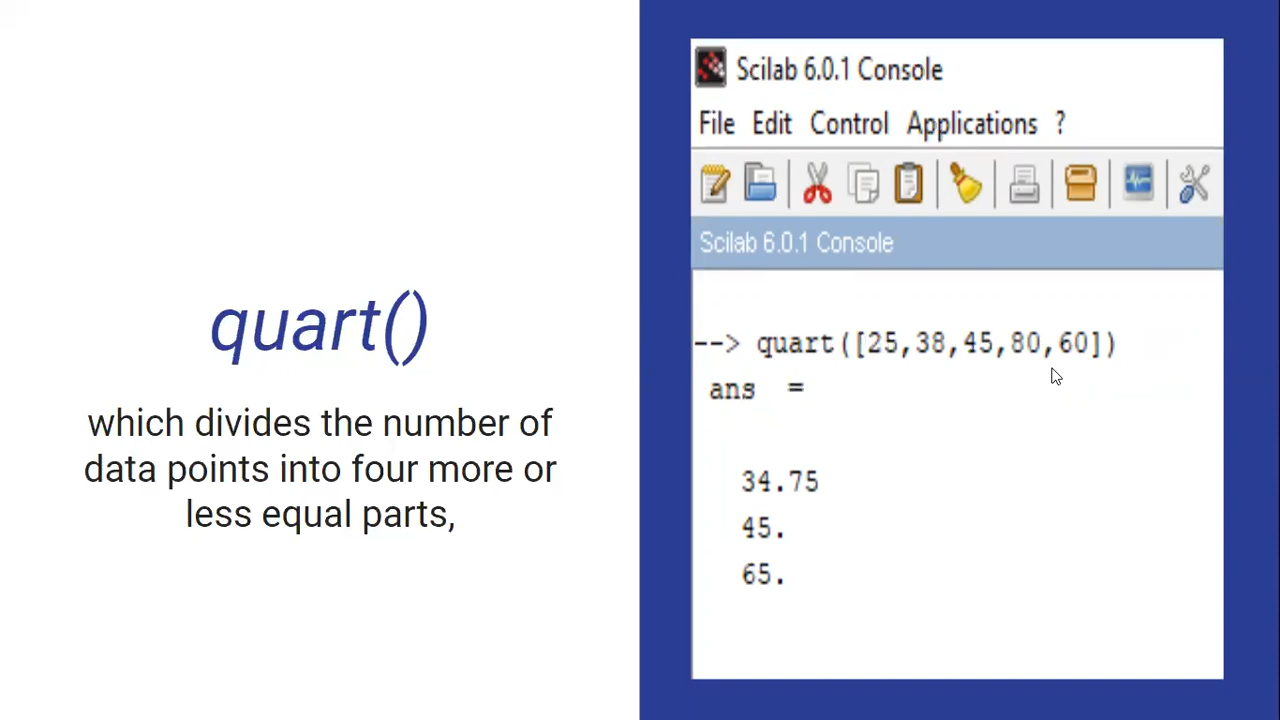 quart()
which divides the number of
data points into four more or
less equal parts,
Scilab 6.0.1 Console
File Edit Control Applications ?
Scilab 6.0.1 Console
--> quart([25,38,45,80,60])
ans =
34.75
45.
65.